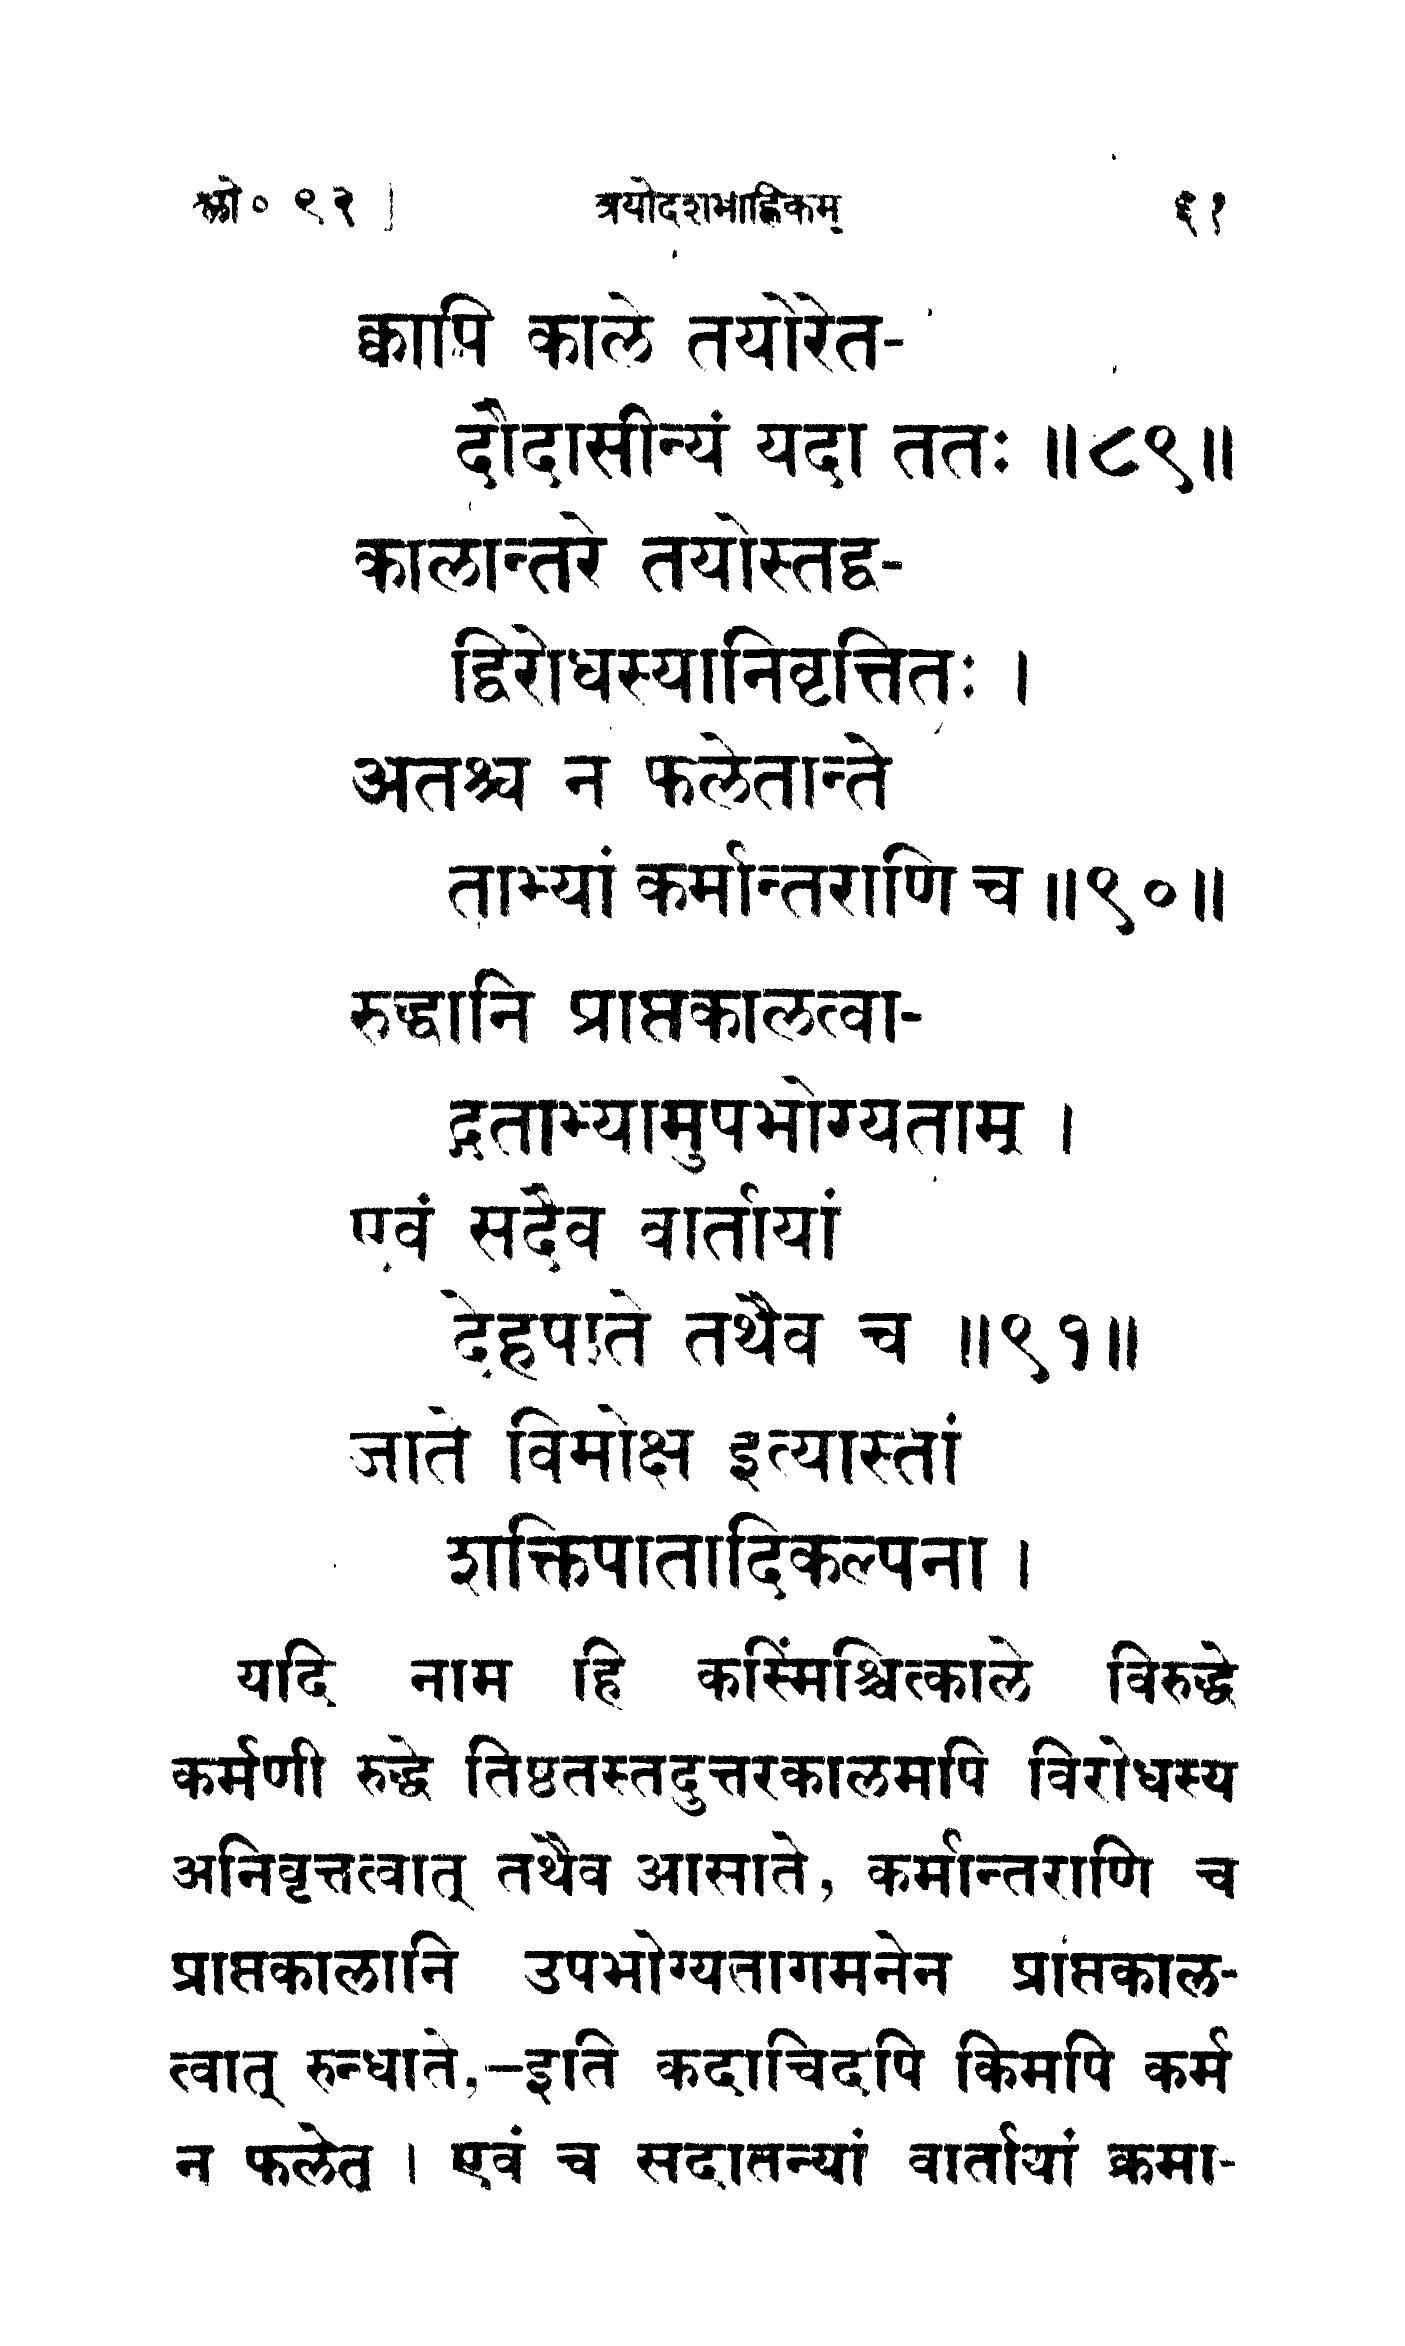 श्लो० ९२ ] त्रयोदशमाह्निकम् ६१
क्वापि काले तयोरेत-
दौदासीन्यं यदा ततः ॥८९॥
कालान्तरे तयोस्तद्व-
द्विरोधस्यानिवृत्तितः ।
अतश्च न फलेतान्ते
ताभ्यां कर्मान्तराणि च ॥९०॥
रुद्धानि प्राप्तकालत्वा-
द्गताभ्यामुपभोग्यताम् ।
एवं सदैव वार्तायां
देहपाते तथैव च ॥९१॥
जाते विमोक्ष इत्यास्तां
शक्तिपातादिकल्पना ।
यदि नाम हि कस्मिंश्चित्काले विरुद्धे
कर्मणी रुद्धे तिष्ठतस्तदुत्तरकालमपि विरोधस्य
अनिवृत्तत्वात् तथैव आसाते, कर्मान्तराणि च
प्राप्तकालानि उपभोग्यतागमनेन प्राप्तकाल-
त्वात् रुन्धाते,–इति कदाचिदपि किमपि कर्म
न फलेत् । एवं च सदातन्यां वार्तायां क्रमा-